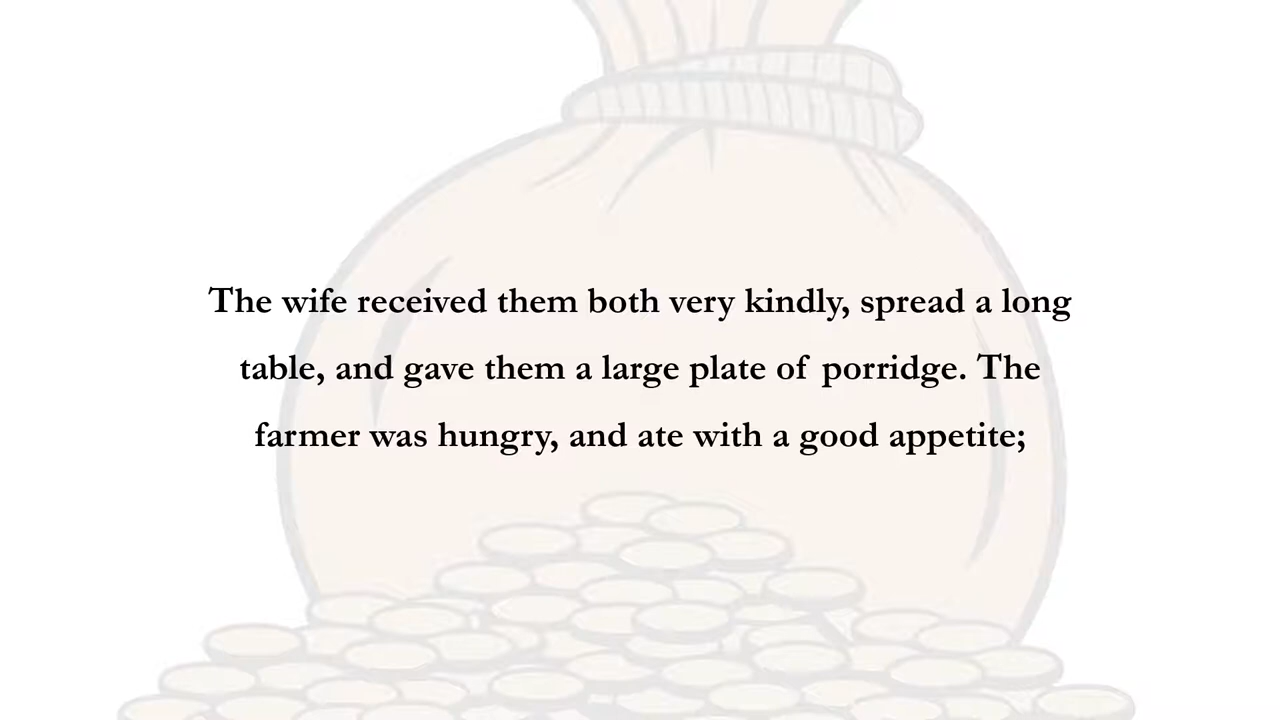 The wife received them both very kindly, spread a long
table, and gave them a large plate of porridge. The
farmer was hungry, and ate with a good appetite;